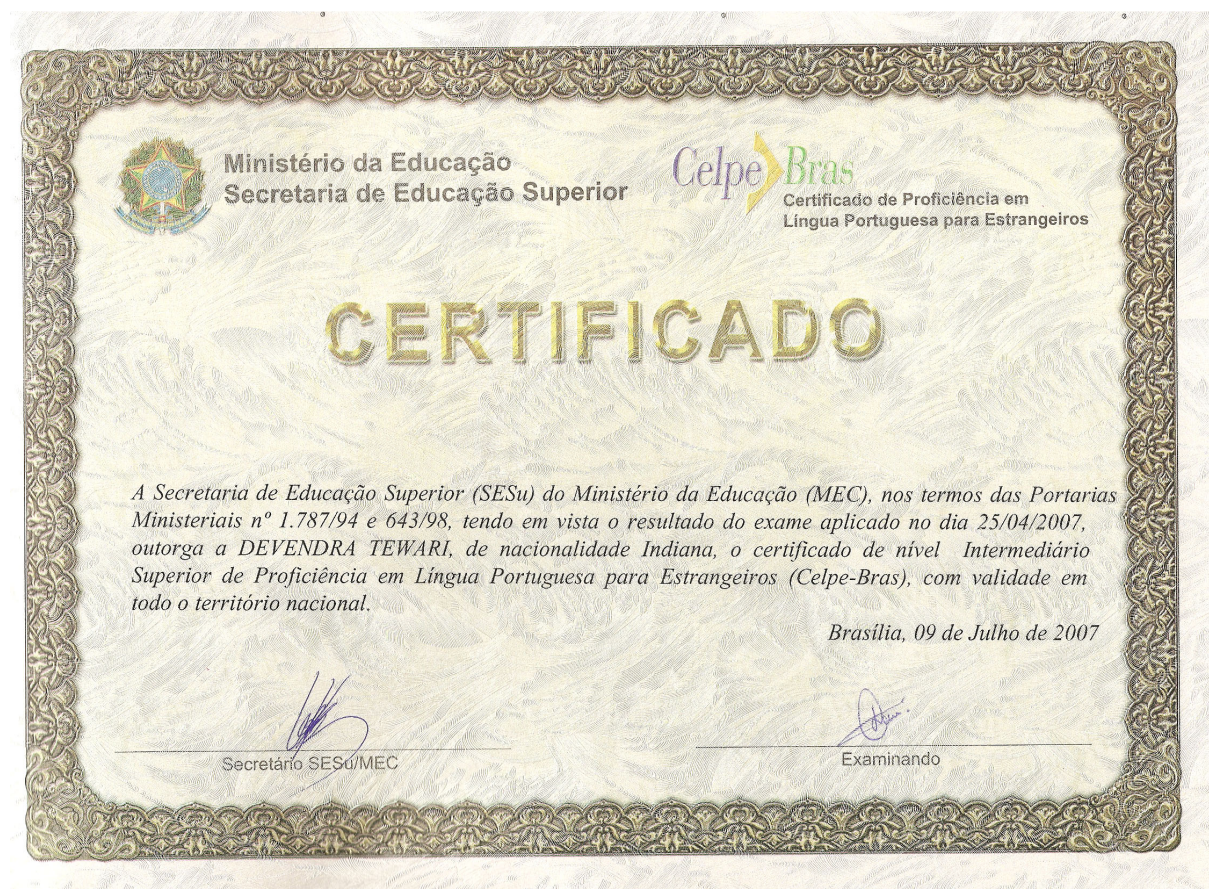 Ministério da Educação
Secretaria de Educação Superior
Celpe Bras
Certificado de Proficiência em
Língua Portuguesa para Estrangeiros
CERTIFICADO
A Secretaria de Educação Superior (SESu) do Ministério da Educação (MEC), nos termos das Portarias
Ministeriais nº 1.787/94 e 643/98, tendo em vista o resultado do exame aplicado no dia 25/04/2007,
outorga a DEVENDRA TEWARI, de nacionalidade Indiana, o certificado de nível Intermediário
Superior de Proficiência em Língua Portuguesa para Estrangeiros (Celpe-Bras), com validade em
todo o território nacional.
Brasília, 09 de Julho de 2007
Secretário SESu/MEC
Examinando